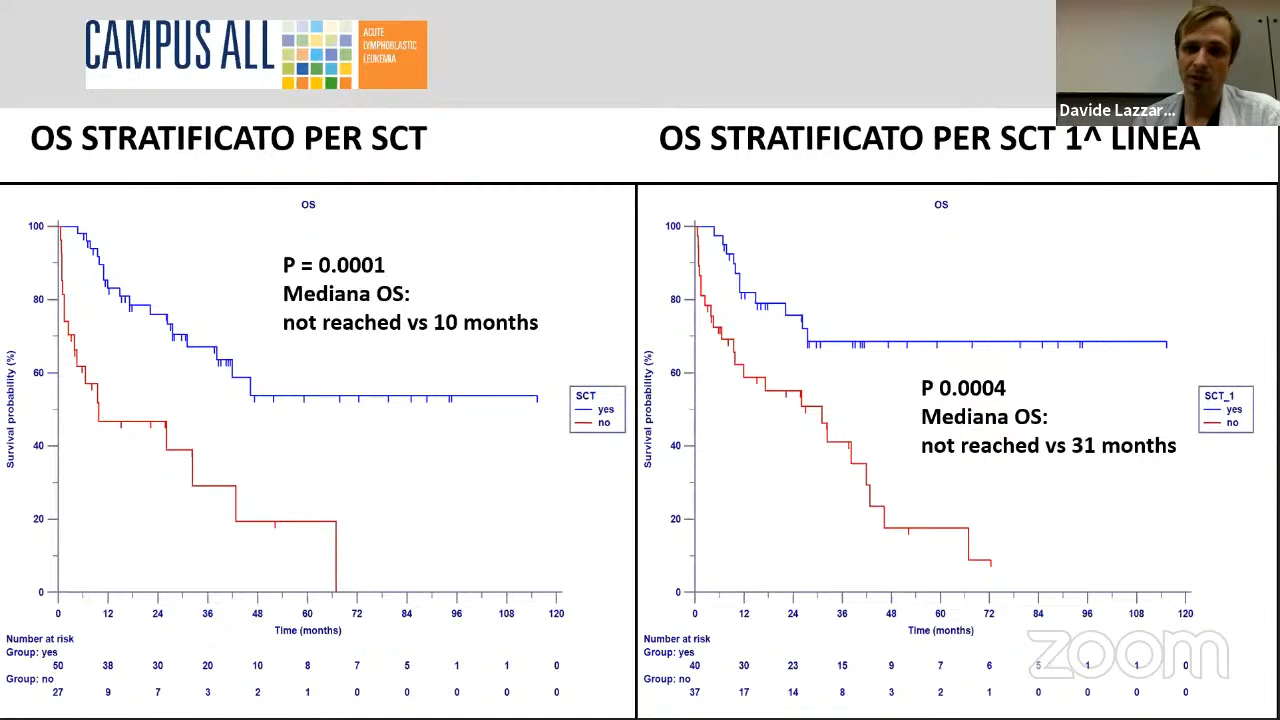 CAMPUS ALL
ACUTE
LYMPHOBLASTIC
LEUKEMIA
Davide Lazzar...
OS STRATIFICATO PER SCT
OS STRATIFICATO PER SCT 1^ LINEA
OS
P = 0.0001
Mediana OS:
not reached vs 10 months
Survival probability (%)
100
80
60
40
20
0
0 12 24 36 48 60 72 84 96 108 120
Time (months)
SCT
yes
no
Number at risk
Group: yes
50 38 30 20 10 8 7 5 1 1 0
Group: no
27 9 7 3 2 1 0 0 0 0 0
OS
P 0.0004
Mediana OS:
not reached vs 31 months
Survival probability (%)
100
80
60
40
20
0
0 12 24 36 48 60 72 84 96 108 120
Time (months)
SCT_1
yes
no
Number at risk
Group: yes
40 30 23 15 9 7 6 5 1 1 0
Group: no
37 17 14 8 3 2 1 0 0 0 0
zoom